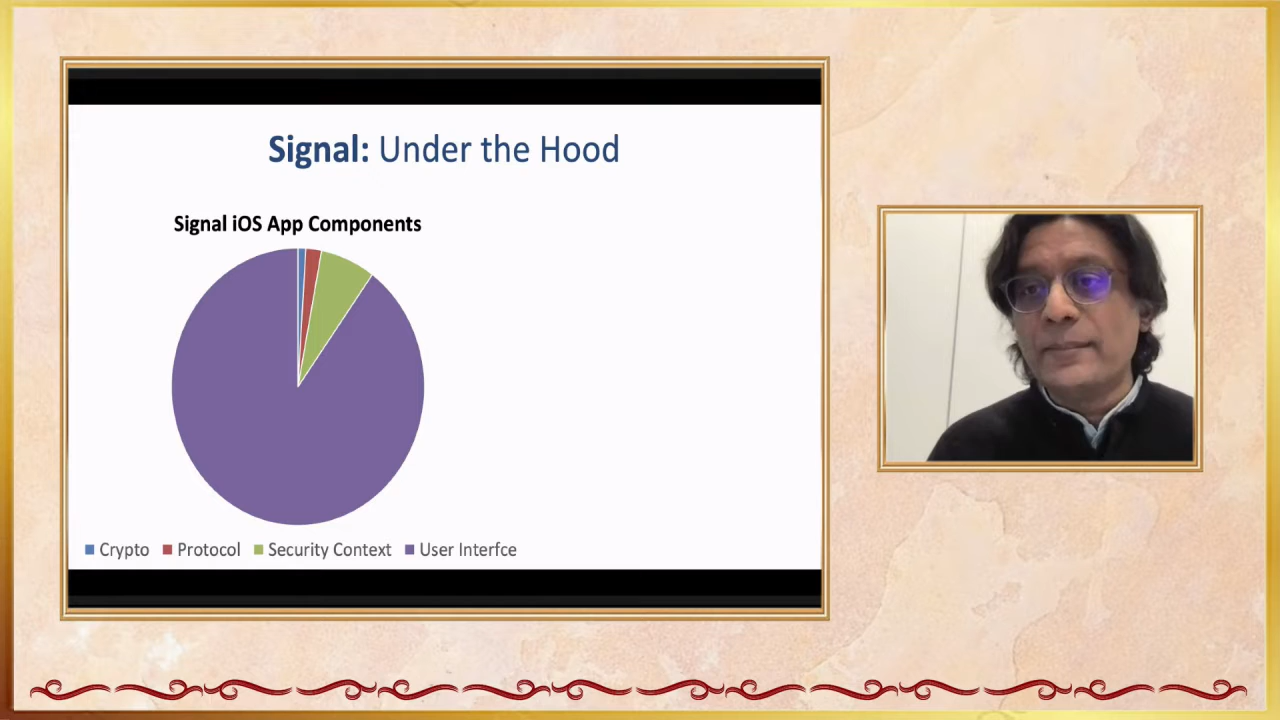 Signal: Under the Hood
Signal iOS App Components
Crypto Protocol Security Context User Interfce